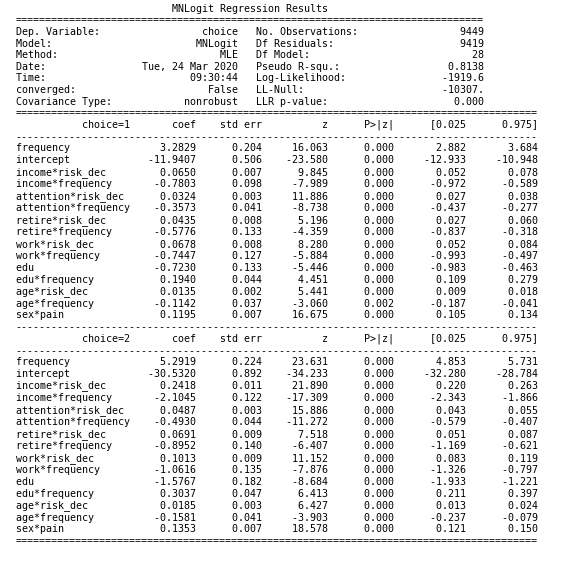 MNLogit Regression Results
==============================================================================
Dep. Variable: choice No. Observations: 9449
Model: MNLogit Df Residuals: 9419
Method: MLE Df Model: 28
Date: Tue, 24 Mar 2020 Pseudo R-squ.: 0.8138
Time: 09:30:44 Log-Likelihood: -1919.6
converged: False LL-Null: -10307.
Covariance Type: nonrobust LLR p-value: 0.000
=======================================================================================
choice=1 coef std err z P>|z| [0.025 0.975]
---------------------------------------------------------------------------------------
frequency 3.2829 0.204 16.063 0.000 2.882 3.684
intercept -11.9407 0.506 -23.580 0.000 -12.933 -10.948
income*risk_dec 0.0650 0.007 9.845 0.000 0.052 0.078
income*frequency -0.7803 0.098 -7.989 0.000 -0.972 -0.589
attention*risk_dec 0.0324 0.003 11.886 0.000 0.027 0.038
attention*frequency -0.3573 0.041 -8.738 0.000 -0.437 -0.277
retire*risk_dec 0.0435 0.008 5.196 0.000 0.027 0.060
retire*frequency -0.5776 0.133 -4.359 0.000 -0.837 -0.318
work*risk_dec 0.0678 0.008 8.280 0.000 0.052 0.084
work*frequency -0.7447 0.127 -5.884 0.000 -0.993 -0.497
edu -0.7230 0.133 -5.446 0.000 -0.983 -0.463
edu*frequency 0.1940 0.044 4.451 0.000 0.109 0.279
age*risk_dec 0.0135 0.002 5.441 0.000 0.009 0.018
age*frequency -0.1142 0.037 -3.060 0.002 -0.187 -0.041
sex*pain 0.1195 0.007 16.675 0.000 0.105 0.134
---------------------------------------------------------------------------------------
choice=2 coef std err z P>|z| [0.025 0.975]
---------------------------------------------------------------------------------------
frequency 5.2919 0.224 23.631 0.000 4.853 5.731
intercept -30.5320 0.892 -34.233 0.000 -32.280 -28.784
income*risk_dec 0.2418 0.011 21.890 0.000 0.220 0.263
income*frequency -2.1045 0.122 -17.309 0.000 -2.343 -1.866
attention*risk_dec 0.0487 0.003 15.886 0.000 0.043 0.055
attention*frequency -0.4930 0.044 -11.272 0.000 -0.579 -0.407
retire*risk_dec 0.0691 0.009 7.518 0.000 0.051 0.087
retire*frequency -0.8952 0.140 -6.407 0.000 -1.169 -0.621
work*risk_dec 0.1013 0.009 11.152 0.000 0.083 0.119
work*frequency -1.0616 0.135 -7.876 0.000 -1.326 -0.797
edu -1.5767 0.182 -8.684 0.000 -1.933 -1.221
edu*frequency 0.3037 0.047 6.413 0.000 0.211 0.397
age*risk_dec 0.0185 0.003 6.427 0.000 0.013 0.024
age*frequency -0.1581 0.041 -3.903 0.000 -0.237 -0.079
sex*pain 0.1353 0.007 18.578 0.000 0.121 0.150
=======================================================================================